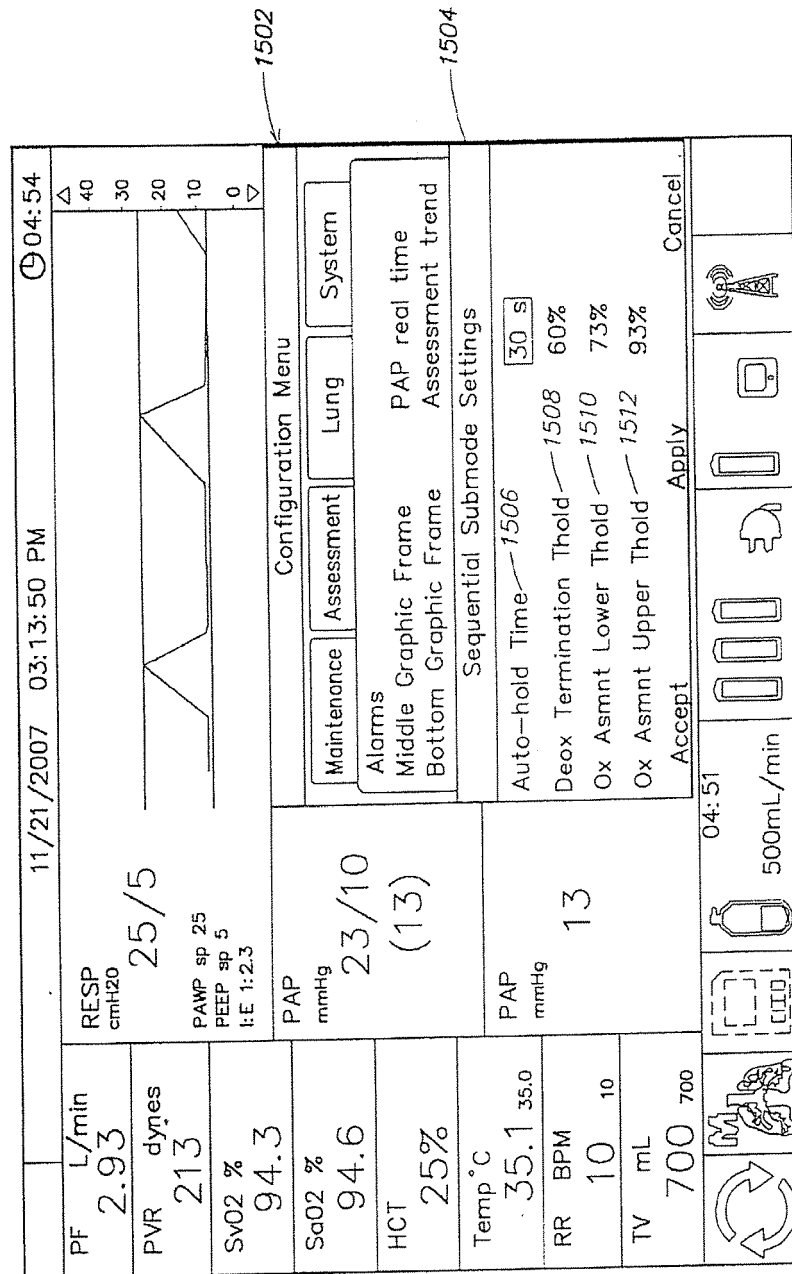 11/21/2007 03:13:50 PM
04:54
PF L/min
2.93
PVR dynes
213
SvO2 %
94.3
SaO2 %
94.6
HCT
25%
Temp°C
35.1 35.0
RR BPM
10 10
TV mL
700 700
RESP
cmH2O
25/5
PAWP sp 25
PEEP sp 5
I:E 1:2.3
40
30
20
10
0
PAP
mmHg
23/10
(13)
PAP
mmHg
13
Configuration Menu
1502
Maintenance Assessment Lung System
Alarms
Middle Graphic Frame PAP real time
Bottom Graphic Frame Assessment trend
Sequential Submode Settings
1504
Auto-hold Time 1506 30 s
Deox Termination Thold 1508 60%
Ox Asmnt Lower Thold 1510 73%
Ox Asmnt Upper Thold 1512 93%
Accept Apply Cancel
04:51
500mL/min